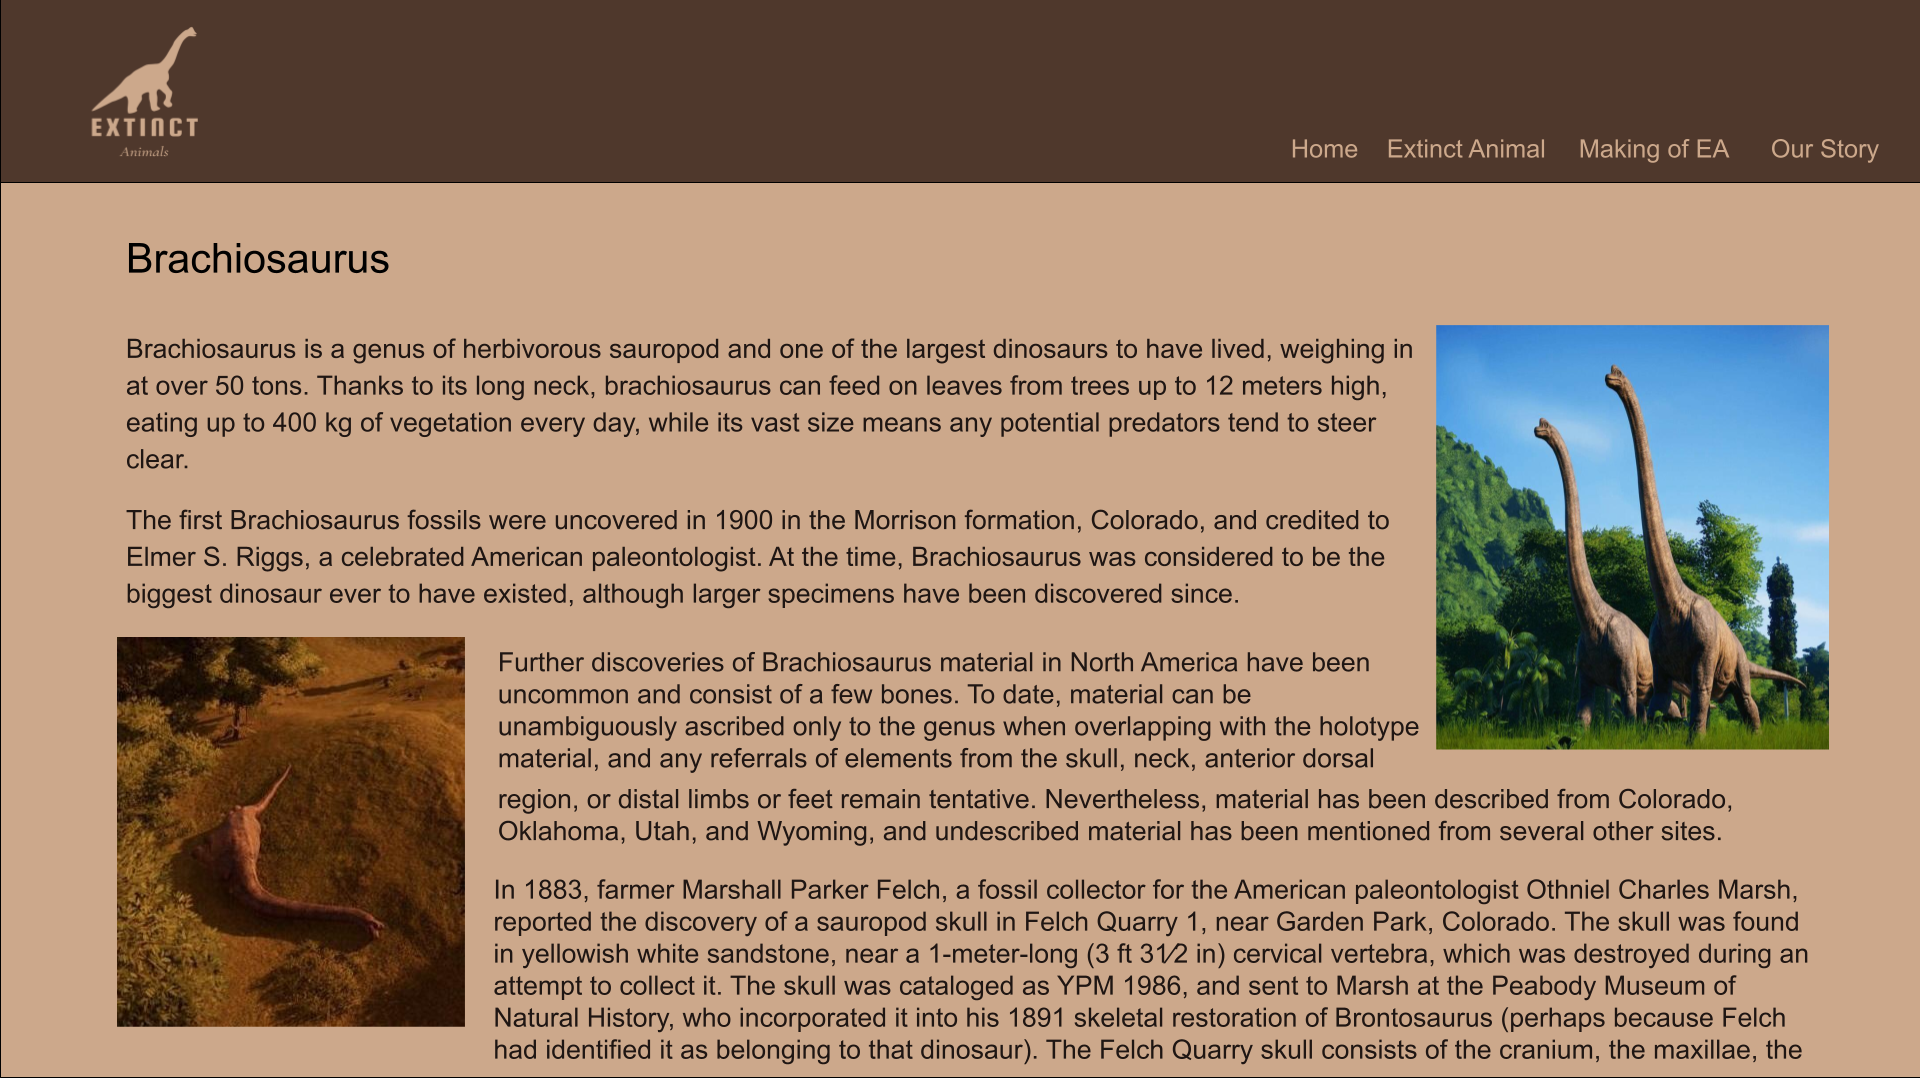 EXTINCT
Animals
Home Extinct Animal Making of EA Our Story
Brachiosaurus
Brachiosaurus is a genus of herbivorous sauropod and one of the largest dinosaurs to have lived, weighing in
at over 50 tons. Thanks to its long neck, brachiosaurus can feed on leaves from trees up to 12 meters high,
eating up to 400 kg of vegetation every day, while its vast size means any potential predators tend to steer
clear.
The first Brachiosaurus fossils were uncovered in 1900 in the Morrison formation, Colorado, and credited to
Elmer S. Riggs, a celebrated American paleontologist. At the time, Brachiosaurus was considered to be the
biggest dinosaur ever to have existed, although larger specimens have been discovered since.
Further discoveries of Brachiosaurus material in North America have been
uncommon and consist of a few bones. To date, material can be
unambiguously ascribed only to the genus when overlapping with the holotype
material, and any referrals of elements from the skull, neck, anterior dorsal
region, or distal limbs or feet remain tentative. Nevertheless, material has been described from Colorado,
Oklahoma, Utah, and Wyoming, and undescribed material has been mentioned from several other sites.
In 1883, farmer Marshall Parker Felch, a fossil collector for the American paleontologist Othniel Charles Marsh,
reported the discovery of a sauropod skull in Felch Quarry 1, near Garden Park, Colorado. The skull was found
in yellowish white sandstone, near a 1-meter-long (3 ft 31⁄2 in) cervical vertebra, which was destroyed during an
attempt to collect it. The skull was cataloged as YPM 1986, and sent to Marsh at the Peabody Museum of
Natural History, who incorporated it into his 1891 skeletal restoration of Brontosaurus (perhaps because Felch
had identified it as belonging to that dinosaur). The Felch Quarry skull consists of the cranium, the maxillae, the